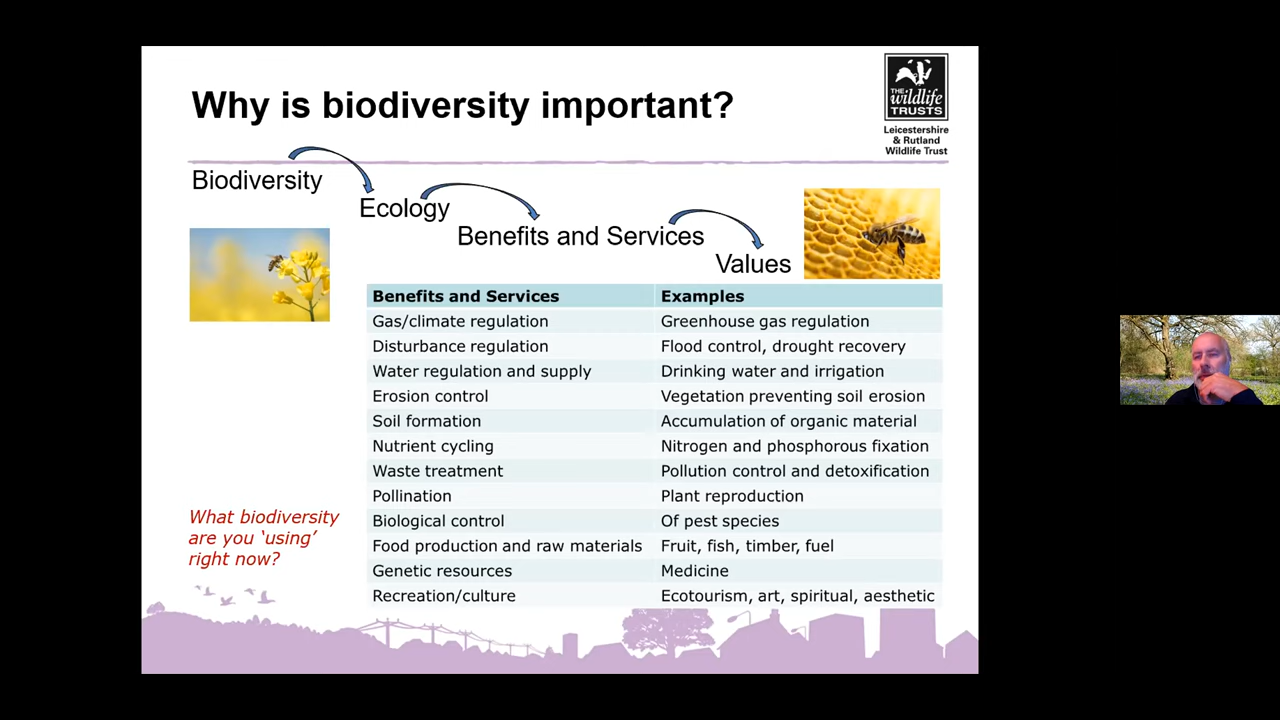 Why is biodiversity important?
THE
wildlife
TRUSTS
Leicestershire
& Rutland
Wildlife Trust
Biodiversity
Ecology
Benefits and Services
Values
Benefits and Services Examples
Gas/climate regulation Greenhouse gas regulation
Disturbance regulation Flood control, drought recovery
Water regulation and supply Drinking water and irrigation
Erosion control Vegetation preventing soil erosion
Soil formation Accumulation of organic material
Nutrient cycling Nitrogen and phosphorous fixation
Waste treatment Pollution control and detoxification
Pollination Plant reproduction
Biological control Of pest species
Food production and raw materials Fruit, fish, timber, fuel
Genetic resources Medicine
Recreation/culture Ecotourism, art, spiritual, aesthetic
What biodiversity
are you ‘using’
right now?